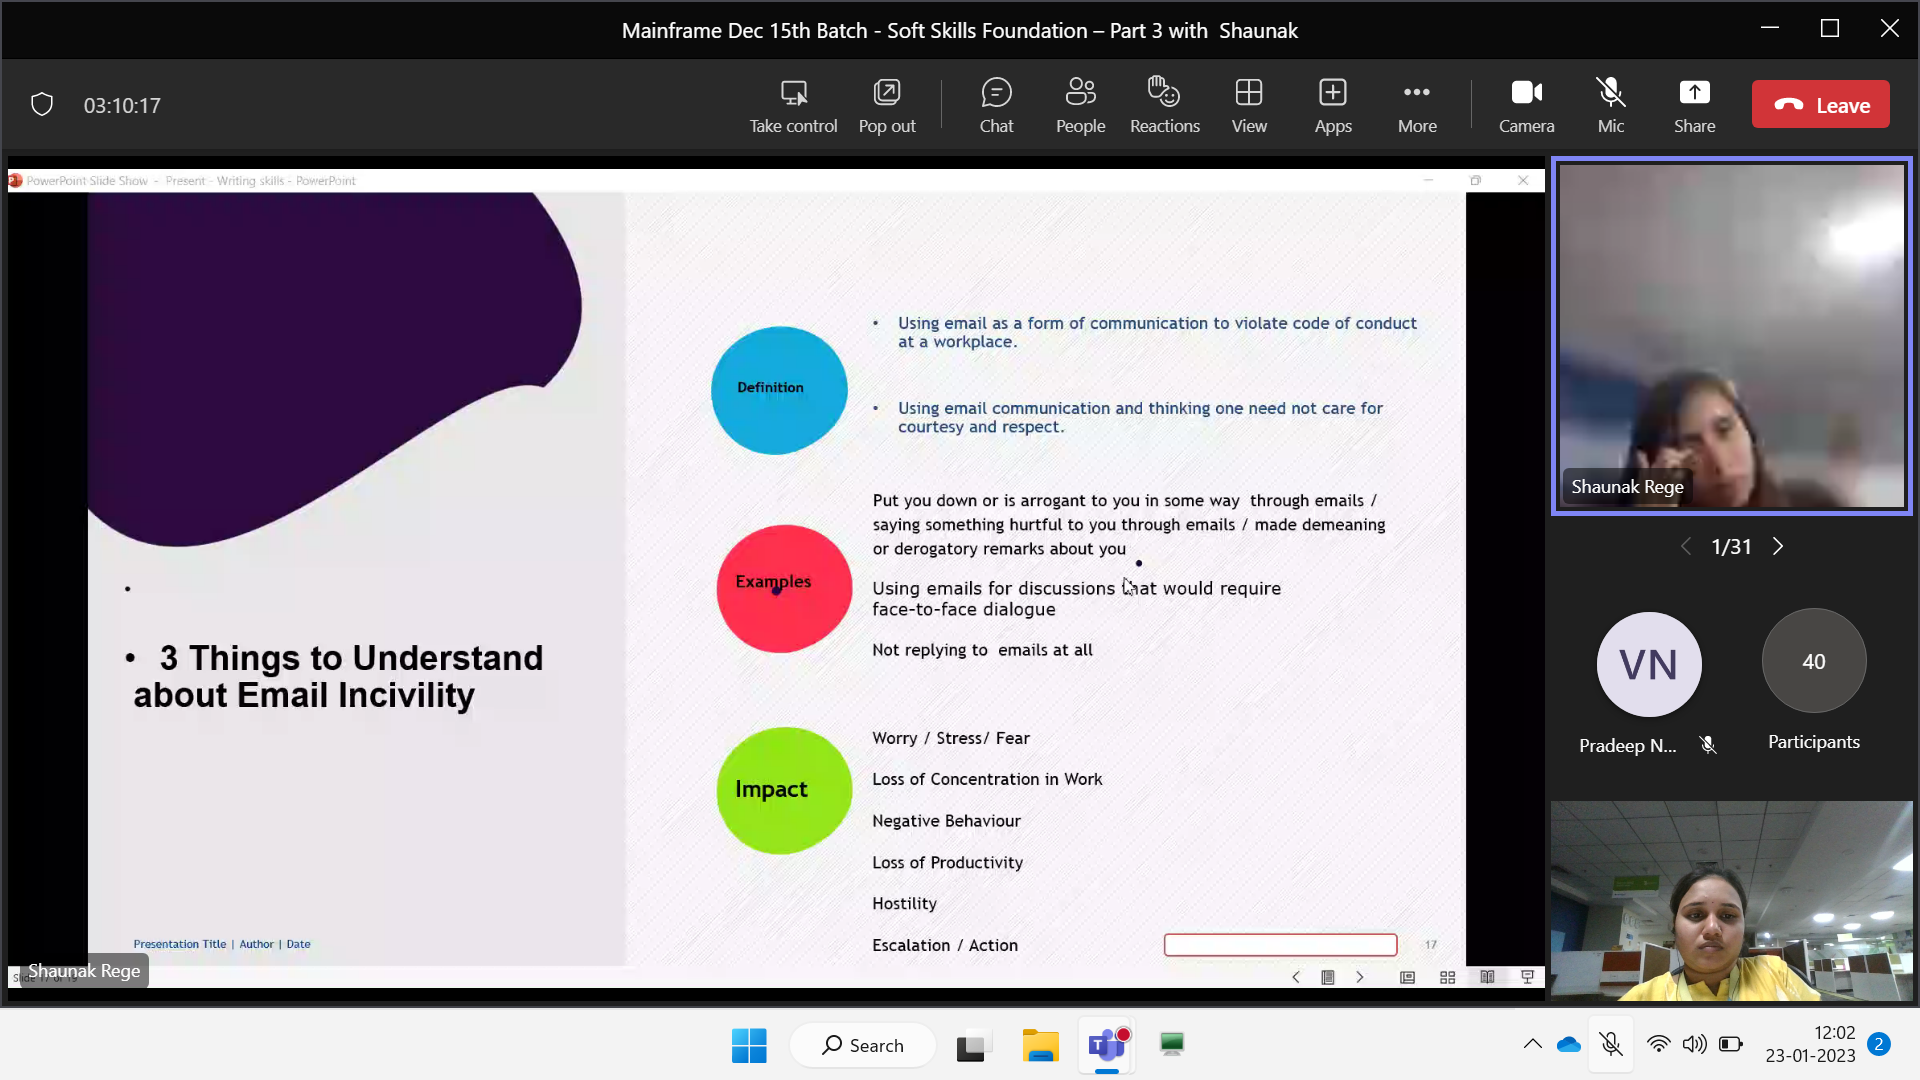 Mainframe Dec 15th Batch - Soft Skills Foundation – Part 3 with  Shaunak
03:10:17
Take control
Pop out
Chat
People
Reactions
View
Apps
More
Camera
Mic
Share
Leave
PowerPoint Slide Show  -  Present - Writing skills - PowerPoint
• Using email as a form of communication to violate code of conduct
at a workplace.
Definition
• Using email communication and thinking one need not care for
courtesy and respect.
Put you down or is arrogant to you in some way  through emails /
saying something hurtful to you through emails / made demeaning
or derogatory remarks about you
Examples
Using emails for discussions that would require
face-to-face dialogue
Not replying to  emails at all
• 3 Things to Understand
about Email Incivility
Impact
Worry / Stress/ Fear
Loss of Concentration in Work
Negative Behaviour
Loss of Productivity
Hostility
Escalation / Action
Presentation Title | Author | Date
17
Shaunak Rege
Shaunak Rege
1/31
VN
40
Pradeep N...
Participants
Search
T
12:02
23-01-2023
2